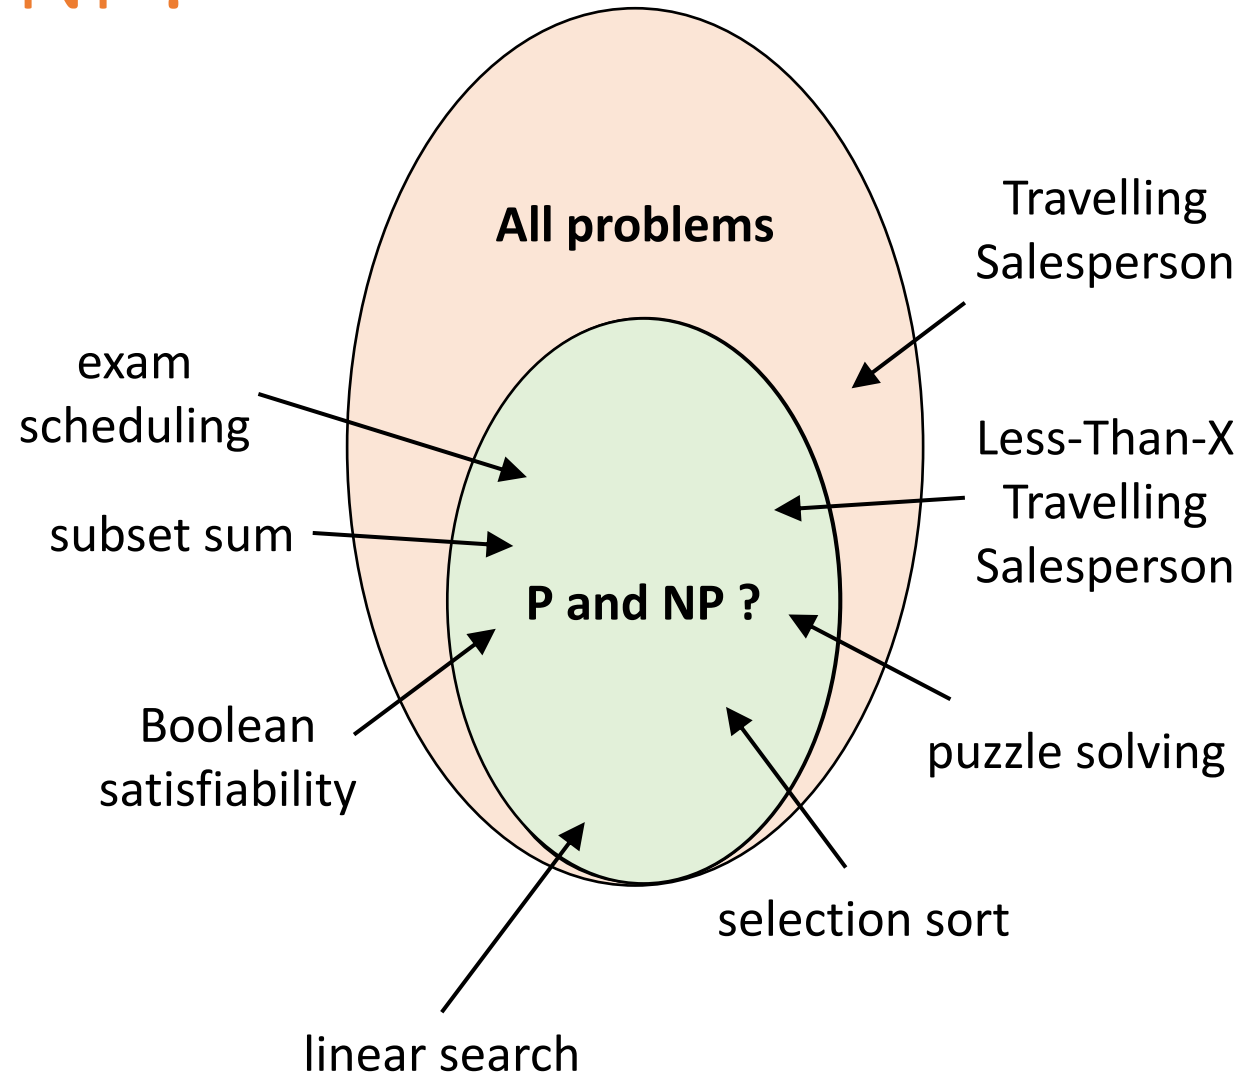 All problems
Travelling
Salesperson
exam
scheduling
Less-Than-X
Travelling
Salesperson
subset sum
P and NP ?
Boolean
satisfiability
puzzle solving
selection sort
linear search